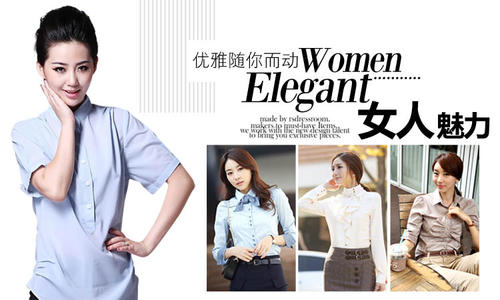 优雅随你而动Women
Elegant
made by rsdressroom.
makers to must-have Items.
we work with the new design talent
to bring you exclusive pieces.
女人魅力